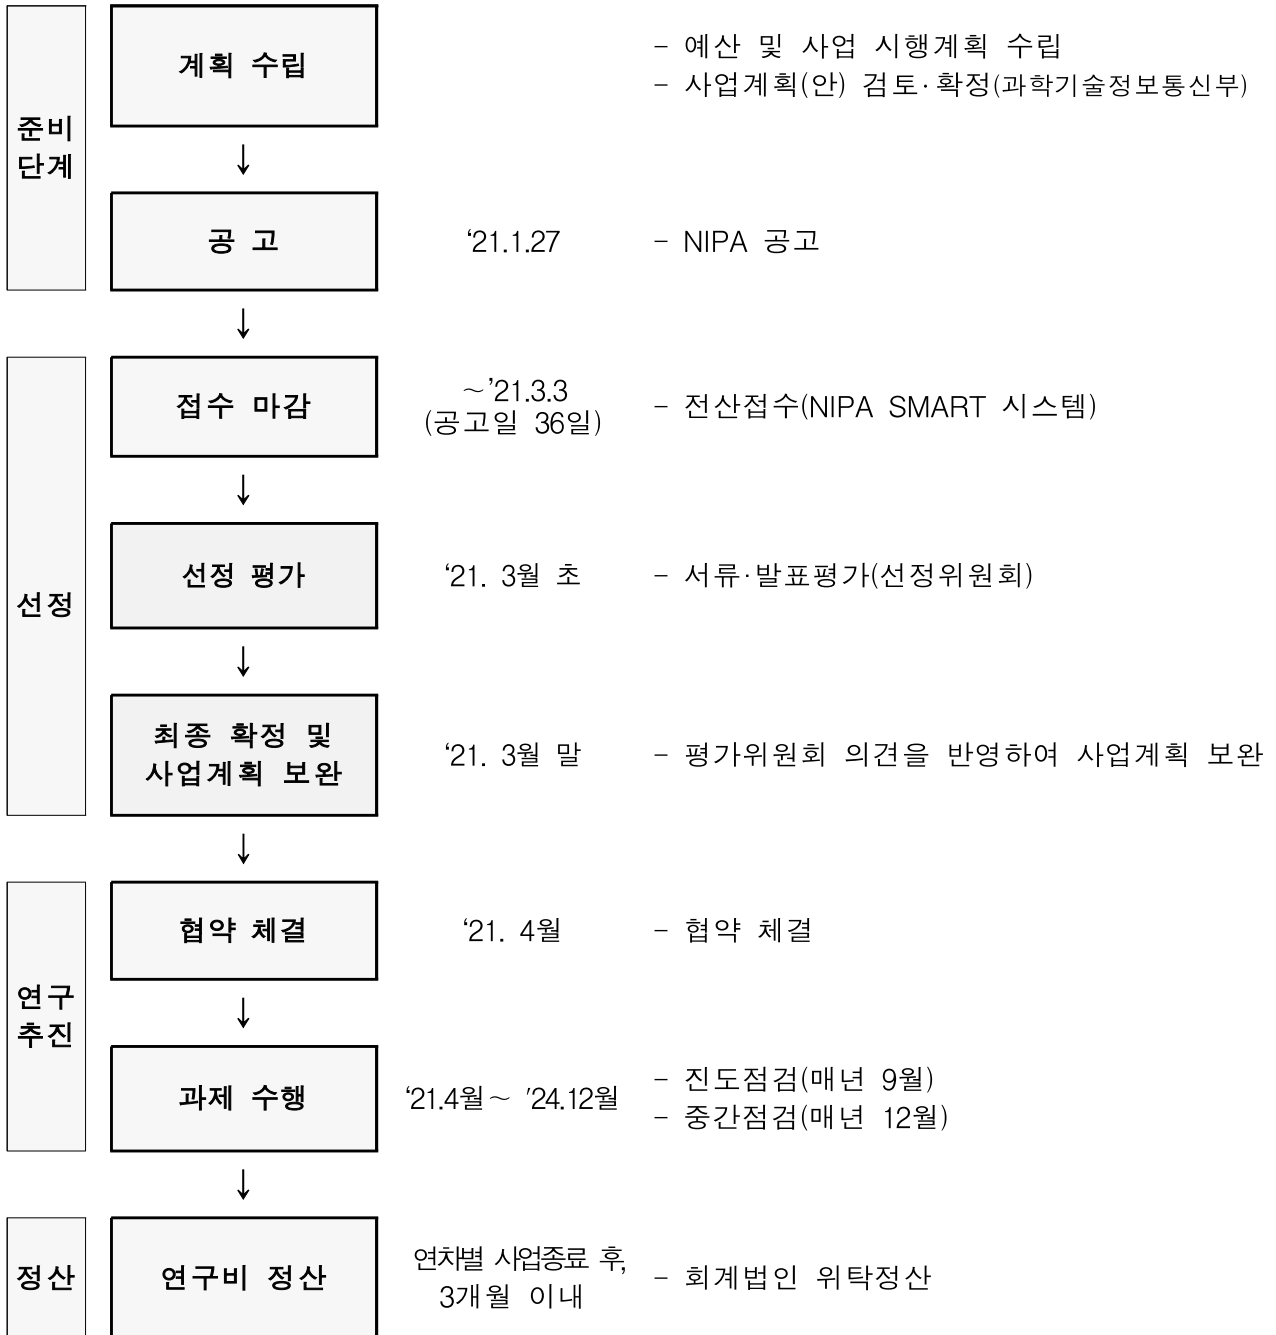 준비
단계
계획 수립
- 예산 및 사업 시행계획 수립
- 사업계획(안) 검토·확정(과학기술정보통신부)
↓
공 고
‘21.1.27
- NIPA 공고
↓
선정
접수 마감
~’21.3.3
(공고일 36일)
- 전산접수(NIPA SMART 시스템)
↓
선정 평가
‘21. 3월 초
- 서류·발표평가(선정위원회)
↓
최종 확정 및
사업계획 보완
‘21. 3월 말
- 평가위원회 의견을 반영하여 사업계획 보완
↓
연구
추진
협약 체결
‘21. 4월
- 협약 체결
↓
과제 수행
‘21.4월~ ’24.12월
- 진도점검(매년 9월)
- 중간점검(매년 12월)
↓
정산
연구비 정산
연차별 사업종료 후,
3개월 이내
- 회계법인 위탁정산